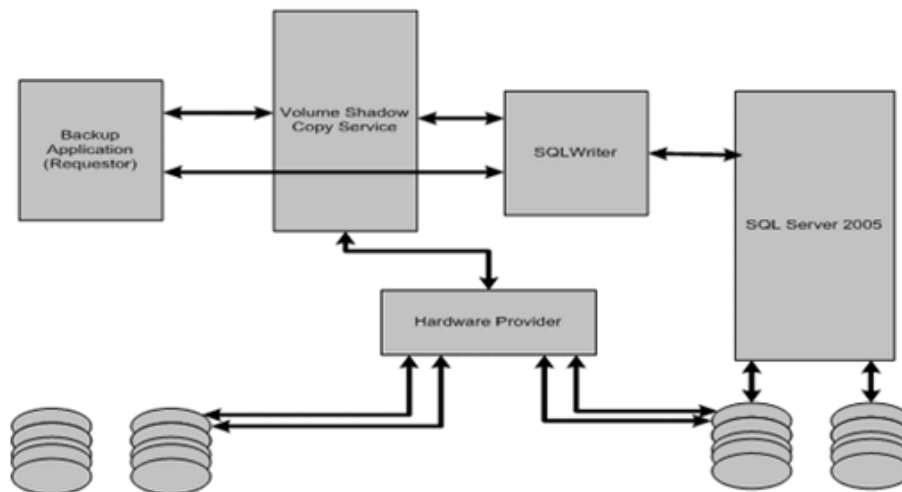 Backup
Application
(Requestor)
Volume Shadow
Copy Service
SQLWriter
SQL Server 2005
Hardware Provider